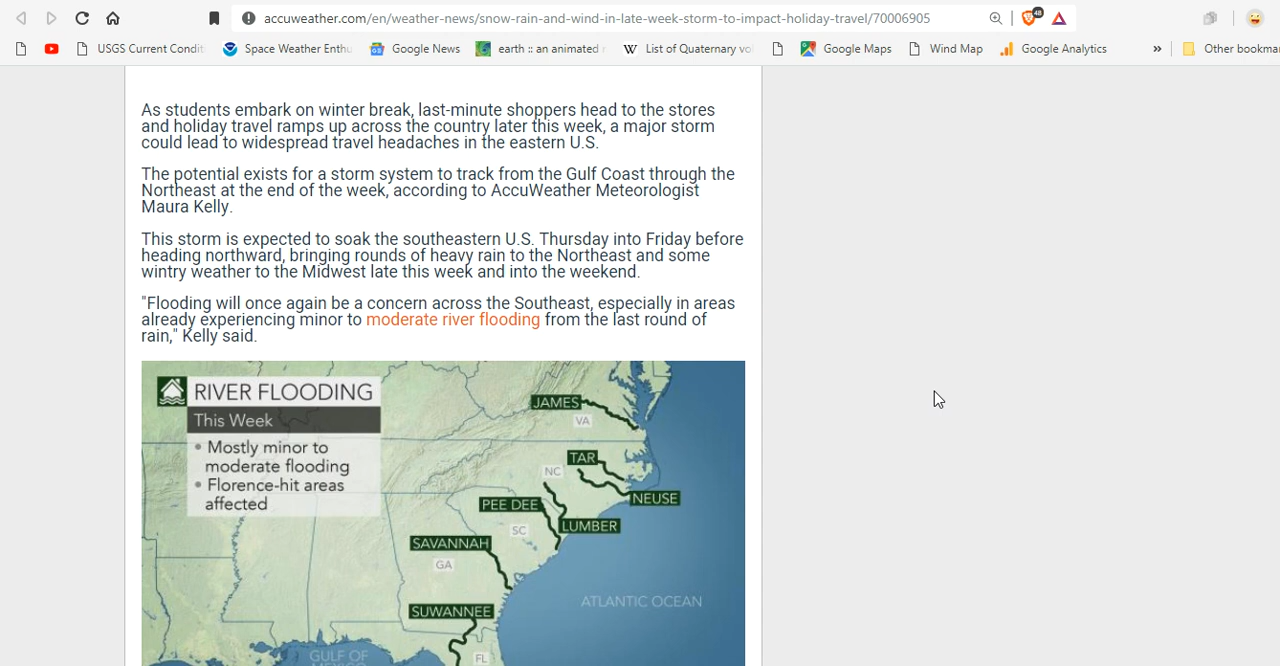 accuweather.com/en/weather-news/snow-rain-and-wind-in-late-week-storm-to-impact-holiday-travel/70006905
48
USGS Current Condit
Space Weather Enthu
Google News
earth :: an animated
List of Quaternary vo
Google Maps
Wind Map
Google Analytics
»
Other bookma
As students embark on winter break, last-minute shoppers head to the stores
and holiday travel ramps up across the country later this week, a major storm
could lead to widespread travel headaches in the eastern U.S.
The potential exists for a storm system to track from the Gulf Coast through the
Northeast at the end of the week, according to AccuWeather Meteorologist
Maura Kelly.
This storm is expected to soak the southeastern U.S. Thursday into Friday before
heading northward, bringing rounds of heavy rain to the Northeast and some
wintry weather to the Midwest late this week and into the weekend.
"Flooding will once again be a concern across the Southeast, especially in areas
already experiencing minor to moderate river flooding from the last round of
rain," Kelly said.
RIVER FLOODING
This Week
• Mostly minor to
moderate flooding
• Florence-hit areas
affected
JAMES
VA
TAR
NC
NEUSE
PEE DEE
LUMBER
SC
SAVANNAH
GA
ATLANTIC OCEAN
SUWANNEE
FL
GULF OF
MEXICO